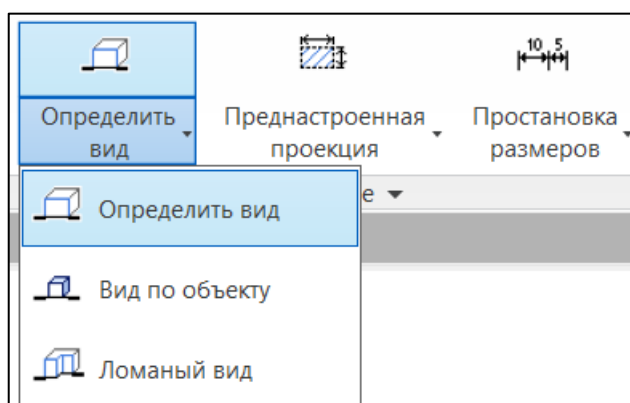 10 5
Определить
вид
Преднастроенная
проекция
Простановка
размеров
е
Определить вид
Вид по объекту
Ломаный вид